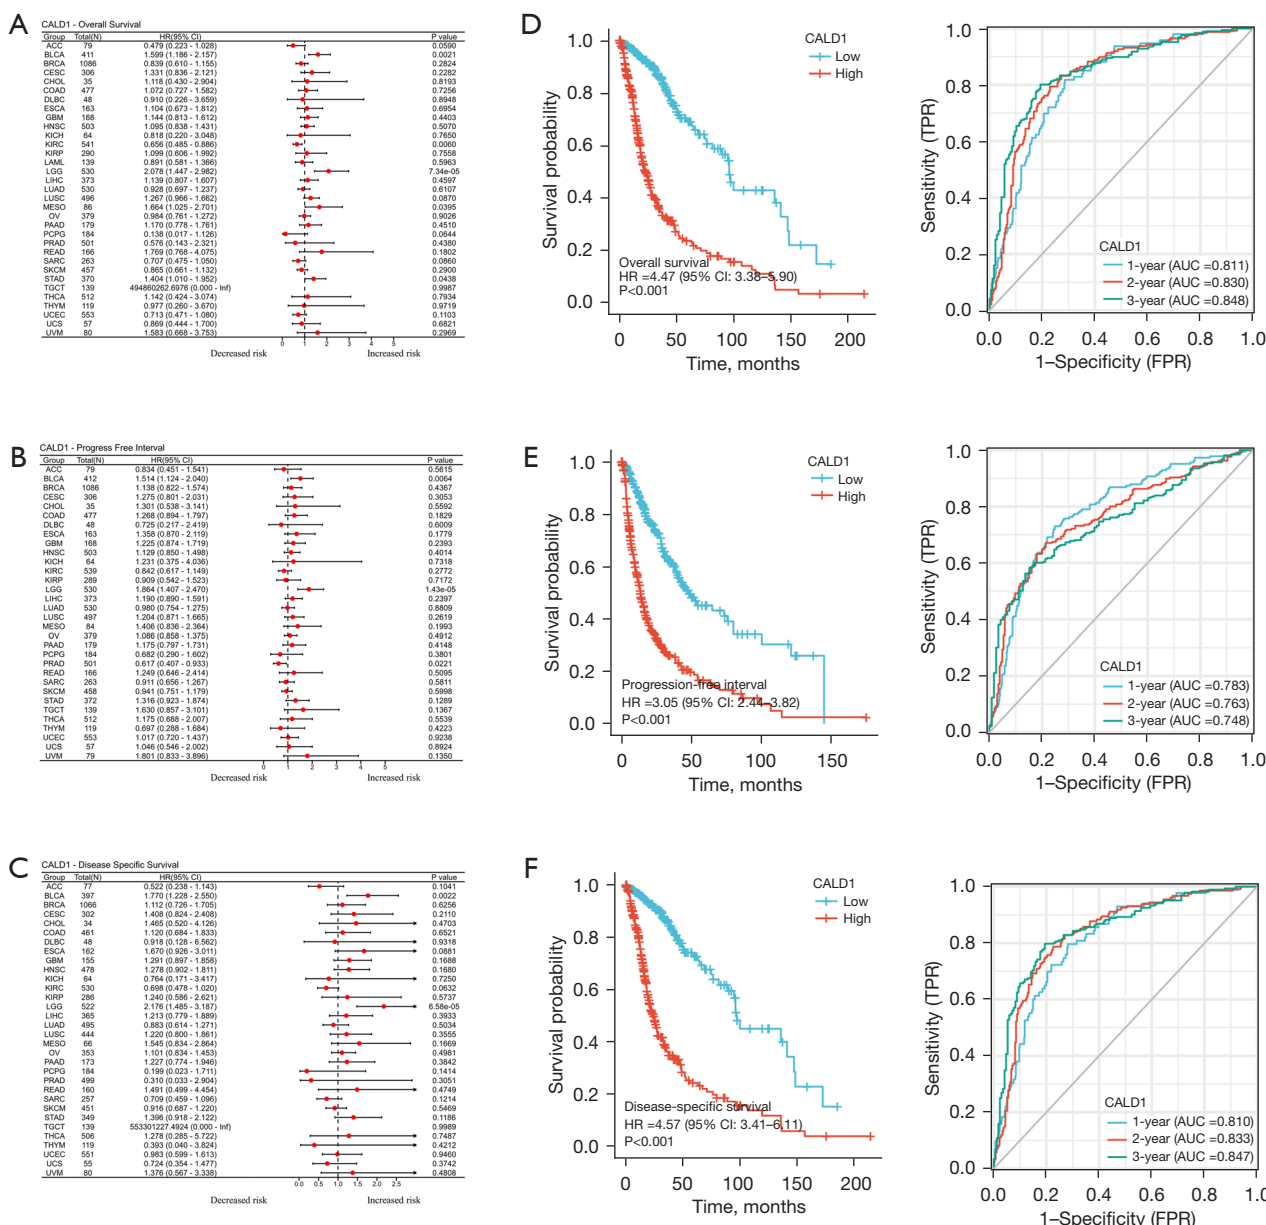 A
CALD1 - Overall Survival
Group Total(N) HR(95% CI) P value
ACC 79 0.479 (0.223 - 1.028) 0.0590
BLCA 411 1.599 (1.186 - 2.157) 0.0021
BRCA 1086 0.839 (0.610 - 1.155) 0.2824
CESC 306 1.331 (0.836 - 2.121) 0.2282
CHOL 35 1.118 (0.430 - 2.904) 0.8193
COAD 477 1.072 (0.727 - 1.582) 0.7256
DLBC 48 0.910 (0.226 - 3.659) 0.8948
ESCA 163 1.104 (0.673 - 1.812) 0.6954
GBM 168 1.144 (0.813 - 1.612) 0.4403
HNSC 503 1.095 (0.838 - 1.431) 0.5070
KICH 64 0.818 (0.220 - 3.048) 0.7650
KIRC 541 0.656 (0.485 - 0.886) 0.0060
KIRP 290 1.099 (0.606 - 1.992) 0.7558
LAML 139 0.891 (0.581 - 1.366) 0.5963
LGG 530 2.078 (1.447 - 2.982) 7.34e-05
LIHC 373 1.139 (0.807 - 1.607) 0.4597
LUAD 530 0.928 (0.697 - 1.237) 0.6107
LUSC 496 1.267 (0.966 - 1.662) 0.0870
MESO 86 1.664 (1.025 - 2.701) 0.0395
OV 379 0.984 (0.761 - 1.272) 0.9026
PAAD 179 1.170 (0.778 - 1.761) 0.4510
PCPG 184 0.138 (0.017 - 1.126) 0.0644
PRAD 501 0.576 (0.143 - 2.321) 0.4380
READ 166 1.769 (0.768 - 4.075) 0.1802
SARC 263 0.707 (0.475 - 1.050) 0.0860
SKCM 457 0.865 (0.661 - 1.132) 0.2900
STAD 370 1.404 (1.010 - 1.952) 0.0438
TGCT 139 494860262.6976 (0.000 - Inf) 0.9987
THCA 512 1.142 (0.424 - 3.074) 0.7934
THYM 119 0.977 (0.260 - 3.670) 0.9719
UCEC 553 0.713 (0.471 - 1.080) 0.1103
UCS 57 0.869 (0.444 - 1.700) 0.6821
UVM 80 1.583 (0.668 - 3.753) 0.2969
0 1 2 3 4 5
Decreased risk Increased risk
B
CALD1 - Progress Free Interval
Group Total(N) HR(95% CI) P value
ACC 79 0.834 (0.451 - 1.541) 0.5615
BLCA 412 1.514 (1.124 - 2.040) 0.0064
BRCA 1086 1.138 (0.822 - 1.574) 0.4367
CESC 306 1.275 (0.801 - 2.031) 0.3053
CHOL 35 1.301 (0.538 - 3.141) 0.5592
COAD 477 1.268 (0.894 - 1.797) 0.1829
DLBC 48 0.725 (0.217 - 2.419) 0.6009
ESCA 163 1.358 (0.870 - 2.119) 0.1779
GBM 168 1.225 (0.874 - 1.719) 0.2393
HNSC 503 1.129 (0.850 - 1.498) 0.4014
KICH 64 1.231 (0.375 - 4.036) 0.7318
KIRC 539 0.842 (0.617 - 1.149) 0.2772
KIRP 289 0.909 (0.542 - 1.523) 0.7172
LGG 530 1.864 (1.407 - 2.470) 1.43e-05
LIHC 373 1.190 (0.890 - 1.591) 0.2397
LUAD 530 0.980 (0.754 - 1.275) 0.8809
LUSC 497 1.204 (0.871 - 1.665) 0.2619
MESO 84 1.406 (0.836 - 2.364) 0.1993
OV 379 1.086 (0.858 - 1.375) 0.4912
PAAD 179 1.175 (0.797 - 1.731) 0.4148
PCPG 184 0.682 (0.290 - 1.602) 0.3801
PRAD 501 0.617 (0.407 - 0.933) 0.0221
READ 166 1.249 (0.646 - 2.414) 0.5095
SARC 263 0.911 (0.656 - 1.267) 0.5811
SKCM 458 0.941 (0.751 - 1.179) 0.5998
STAD 372 1.316 (0.923 - 1.874) 0.1289
TGCT 139 1.630 (0.857 - 3.101) 0.1367
THCA 512 1.175 (0.688 - 2.007) 0.5539
THYM 119 0.697 (0.288 - 1.684) 0.4223
UCEC 553 1.017 (0.720 - 1.437) 0.9238
UCS 57 1.046 (0.546 - 2.002) 0.8924
UVM 79 1.801 (0.833 - 3.896) 0.1350
0 1 2 3 4 5
Decreased risk Increased risk
C
CALD1 - Disease Specific Survival
Group Total(N) HR(95% CI) P value
ACC 77 0.522 (0.238 - 1.143) 0.1041
BLCA 397 1.770 (1.228 - 2.550) 0.0022
BRCA 1066 1.112 (0.726 - 1.705) 0.6256
CESC 302 1.408 (0.824 - 2.408) 0.2110
CHOL 34 1.465 (0.520 - 4.126) 0.4703
COAD 461 1.120 (0.684 - 1.833) 0.6521
DLBC 48 0.918 (0.128 - 6.562) 0.9318
ESCA 162 1.670 (0.926 - 3.011) 0.0881
GBM 155 1.291 (0.897 - 1.858) 0.1688
HNSC 478 1.278 (0.902 - 1.811) 0.1680
KICH 64 0.764 (0.171 - 3.417) 0.7250
KIRC 530 0.698 (0.478 - 1.020) 0.0632
KIRP 286 1.240 (0.586 - 2.621) 0.5737
LGG 522 2.176 (1.485 - 3.187) 6.58e-05
LIHC 365 1.213 (0.779 - 1.889) 0.3933
LUAD 495 0.883 (0.614 - 1.271) 0.5034
LUSC 444 1.220 (0.800 - 1.861) 0.3555
MESO 66 1.545 (0.834 - 2.864) 0.1669
OV 353 1.101 (0.834 - 1.453) 0.4981
PAAD 173 1.227 (0.774 - 1.946) 0.3842
PCPG 184 0.199 (0.023 - 1.711) 0.1414
PRAD 499 0.310 (0.033 - 2.904) 0.3051
READ 160 1.491 (0.499 - 4.454) 0.4749
SARC 257 0.709 (0.459 - 1.096) 0.1214
SKCM 451 0.916 (0.687 - 1.220) 0.5469
STAD 349 1.396 (0.918 - 2.122) 0.1186
TGCT 139 553301227.4924 (0.000 - Inf) 0.9989
THCA 506 1.278 (0.285 - 5.722) 0.7487
THYM 119 0.393 (0.040 - 3.824) 0.4212
UCEC 551 0.983 (0.599 - 1.613) 0.9460
UCS 55 0.724 (0.354 - 1.477) 0.3742
UVM 80 1.376 (0.567 - 3.338) 0.4808
0.0 0.5 1.0 1.5 2.0 2.5
Decreased risk Increased risk
D
Survival probability
1.0
0.8
0.6
0.4
0.2
0.0
CALD1
Low
High
Overall survival
HR =4.47 (95% CI: 3.38–5.90)
P<0.001
0 50 100 150 200
Time, months
Sensitivity (TPR)
1.0
0.8
0.6
0.4
0.2
0.0
CALD1
1-year (AUC =0.811)
2-year (AUC =0.830)
3-year (AUC =0.848)
0.0 0.2 0.4 0.6 0.8 1.0
1–Specificity (FPR)
E
Survival probability
1.0
0.8
0.6
0.4
0.2
0.0
CALD1
Low
High
Progression-free interval
HR =3.05 (95% CI: 2.44–3.82)
P<0.001
0 50 100 150
Time, months
Sensitivity (TPR)
1.0
0.8
0.6
0.4
0.2
0.0
CALD1
1-year (AUC =0.783)
2-year (AUC =0.763)
3-year (AUC =0.748)
0.0 0.2 0.4 0.6 0.8 1.0
1–Specificity (FPR)
F
Survival probability
1.0
0.8
0.6
0.4
0.2
0.0
CALD1
Low
High
Disease-specific survival
HR =4.57 (95% CI: 3.41–6.11)
P<0.001
0 50 100 150 200
Time, months
Sensitivity (TPR)
1.0
0.8
0.6
0.4
0.2
0.0
CALD1
1-year (AUC =0.810)
2-year (AUC =0.833)
3-year (AUC =0.847)
0.0 0.2 0.4 0.6 0.8 1.0
1–Specificity (FPR)